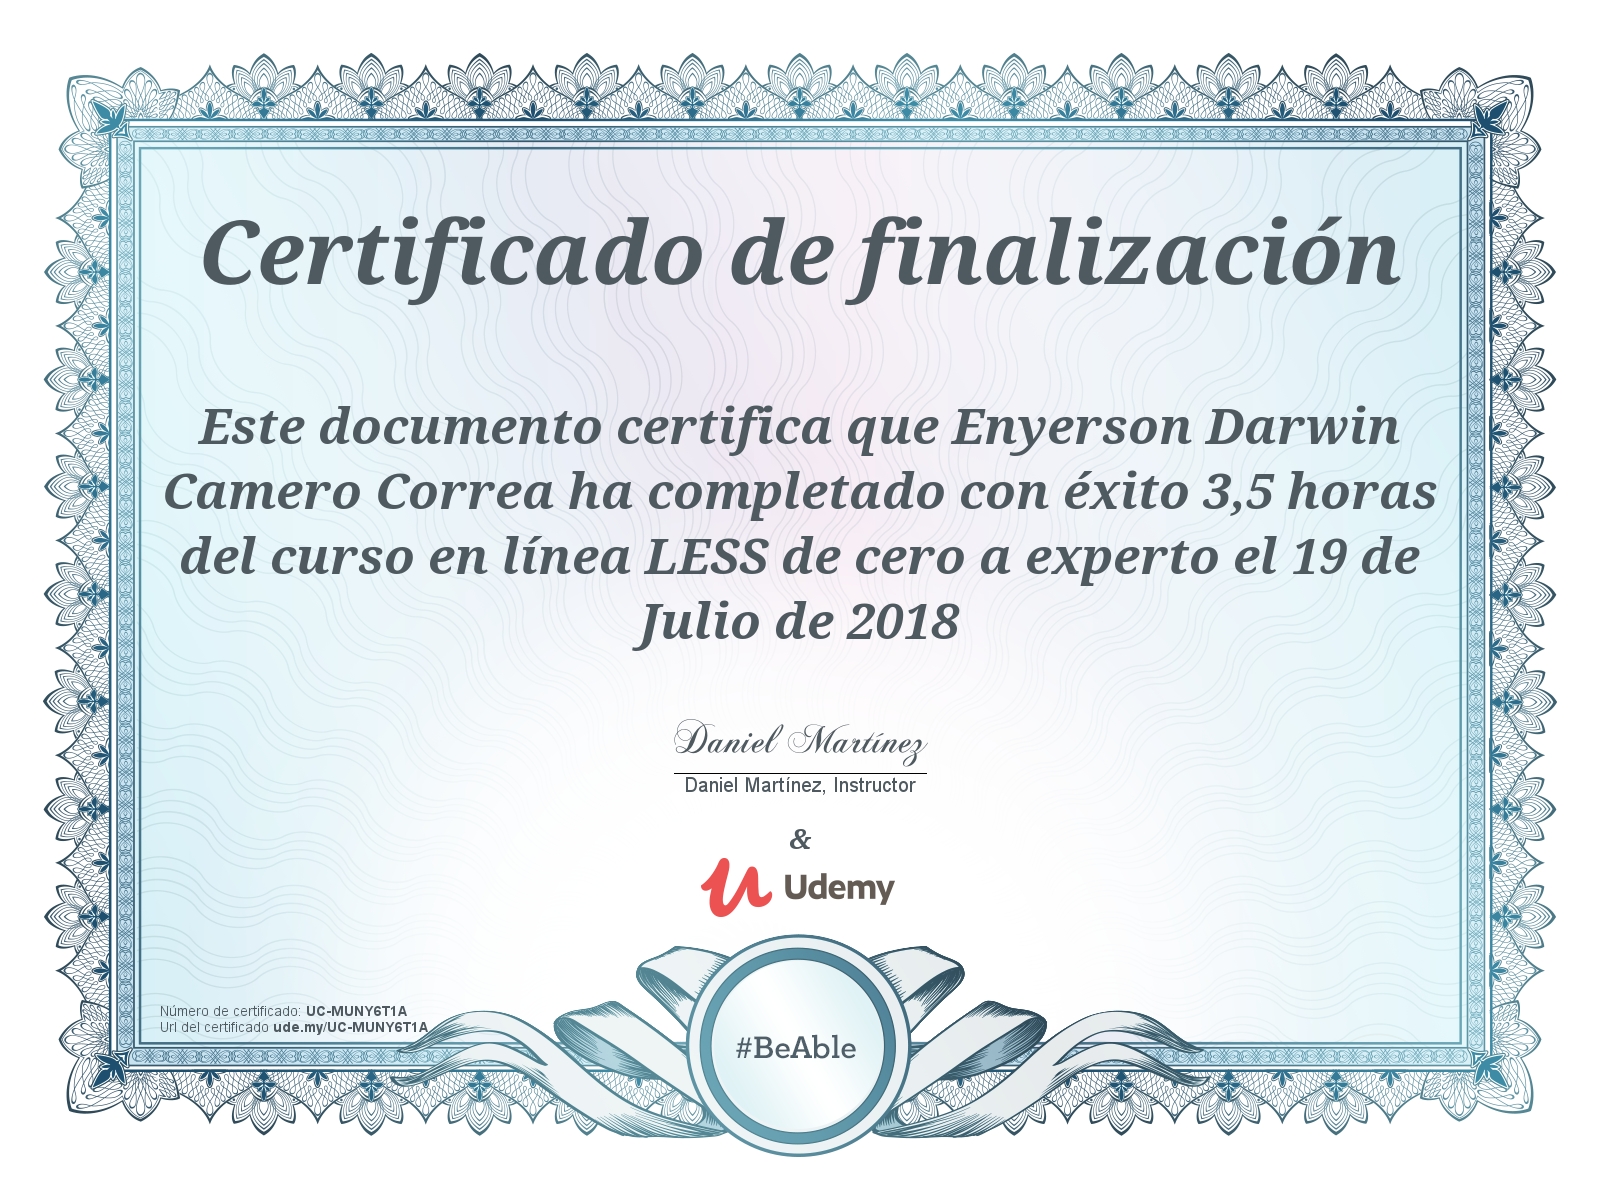 Certificado de finalización
Este documento certifica que Enyerson Darwin
Camero Correa ha completado con éxito 3,5 horas
del curso en línea LESS de cero a experto el 19 de
Julio de 2018
Daniel Martínez
Daniel Martínez, Instructor
&
Udemy
Número de certificado: UC-MUNY6T1A
Url del certificado ude.my/UC-MUNY6T1A
#BeAble